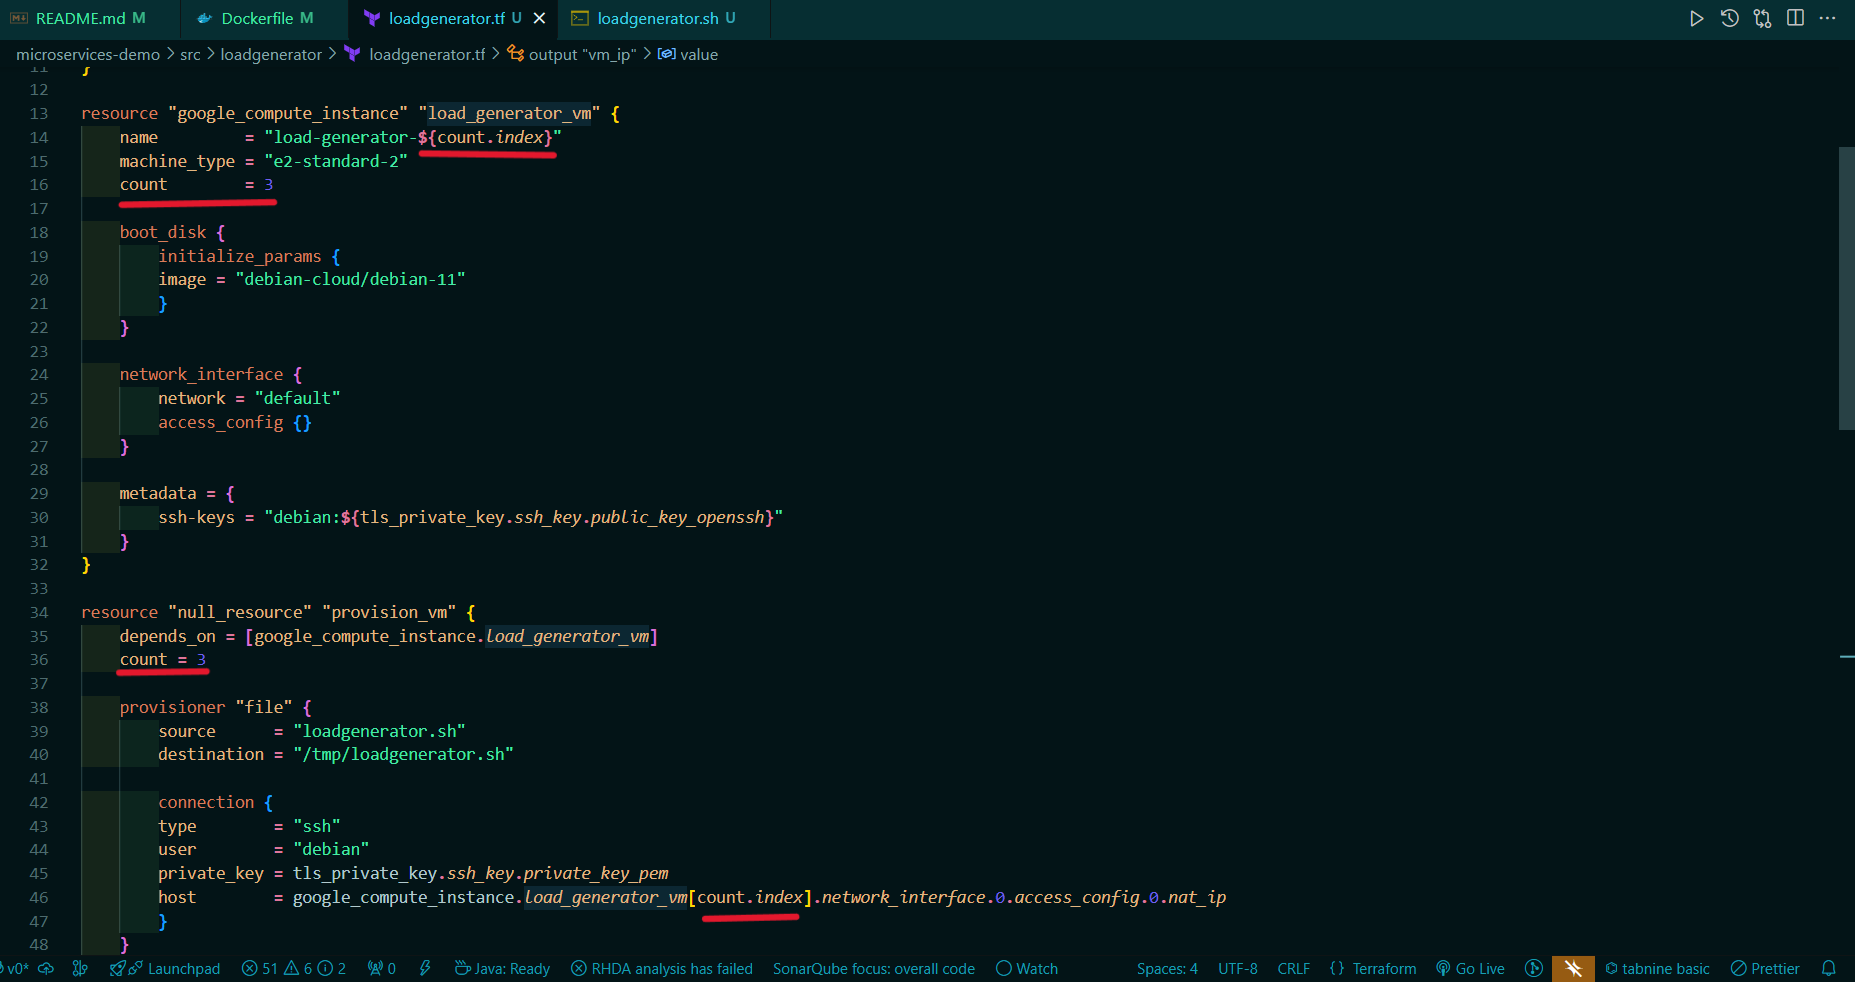 README.md M Dockerfile M loadgenerator.tf U loadgenerator.sh U
microservices-demo > src > loadgenerator > loadgenerator.tf > output "vm_ip" > value
11 }
12
13 resource "google_compute_instance" "load_generator_vm" {
14 name = "load-generator-${count.index}"
15 machine_type = "e2-standard-2"
16 count = 3
17
18 boot_disk {
19 initialize_params {
20 image = "debian-cloud/debian-11"
21 }
22 }
23
24 network_interface {
25 network = "default"
26 access_config {}
27 }
28
29 metadata = {
30 ssh-keys = "debian:${tls_private_key.ssh_key.public_key_openssh}"
31 }
32 }
33
34 resource "null_resource" "provision_vm" {
35 depends_on = [google_compute_instance.load_generator_vm]
36 count = 3
37
38 provisioner "file" {
39 source = "loadgenerator.sh"
40 destination = "/tmp/loadgenerator.sh"
41
42 connection {
43 type = "ssh"
44 user = "debian"
45 private_key = tls_private_key.ssh_key.private_key_pem
46 host = google_compute_instance.load_generator_vm[count.index].network_interface.0.access_config.0.nat_ip
47 }
48 }
v0* Launchpad 51 6 2 0 Java: Ready RHDA analysis has failed SonarQube focus: overall code Watch Spaces: 4 UTF-8 CRLF {} Terraform Go Live tabnine basic Prettier